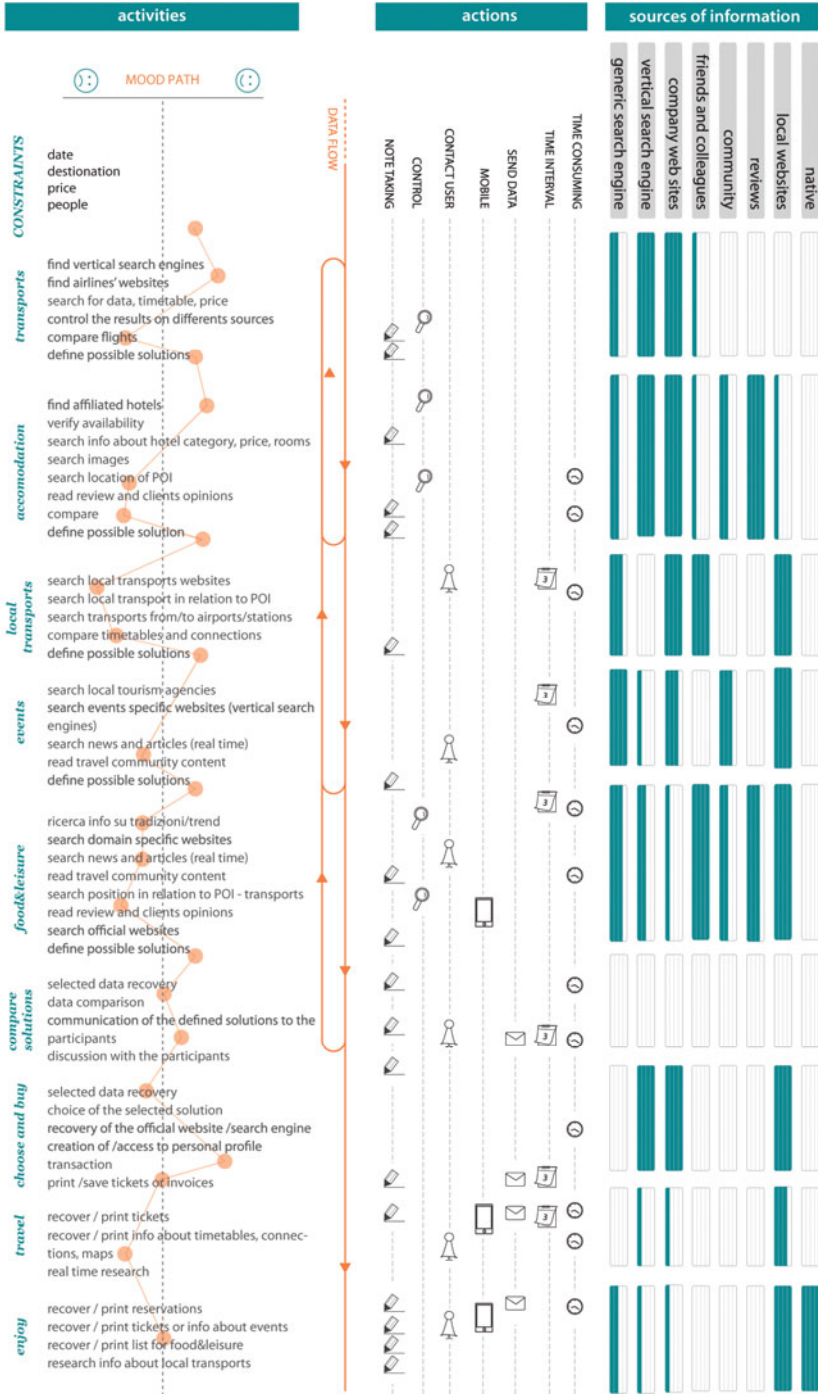 activities
actions
sources of information
MOOD PATH
DATA FLOW
NOTE TAKING
CONTROL
CONTACT USER
MOBILE
SEND DATA
TIME INTERVAL
TIME CONSUMING
generic search engine
vertical search engine
company web sites
friends and colleagues
community
reviews
local websites
native
CONSTRAINTS
date
destionation
price
people
transports
find vertical search engines
find airlines' websites
search for data, timetable, price
control the results on differents sources
compare flights
define possible solutions
accomodation
find affiliated hotels
verify availability
search info about hotel category, price, rooms
search images
search location of POI
read review and clients opinions
compare
define possible solution
local
transports
search local transports websites
search local transport in relation to POI
search transports from/to airports/stations
compare timetables and connections
define possible solutions
events
search local tourism agencies
search events specific websites (vertical search
engines)
search news and articles (real time)
read travel community content
define possible solutions
food&leisure
ricerca info su tradizioni/trend
search domain specific websites
search news and articles (real time)
read travel community content
search position in relation to POI - transports
read review and clients opinions
search official websites
define possible solutions
compare
solutions
selected data recovery
data comparison
communication of the defined solutions to the
participants
discussion with the participants
choose and buy
selected data recovery
choice of the selected solution
recovery of the official website /search engine
creation of /access to personal profile
transaction
print /save tickets or invoices
travel
recover / print tickets
recover / print info about timetables, connec-
tions, maps
real time research
enjoy
recover / print reservations
recover / print tickets or info about events
recover / print list for food&leisure
research info about local transports
3
3
3
3
3
3